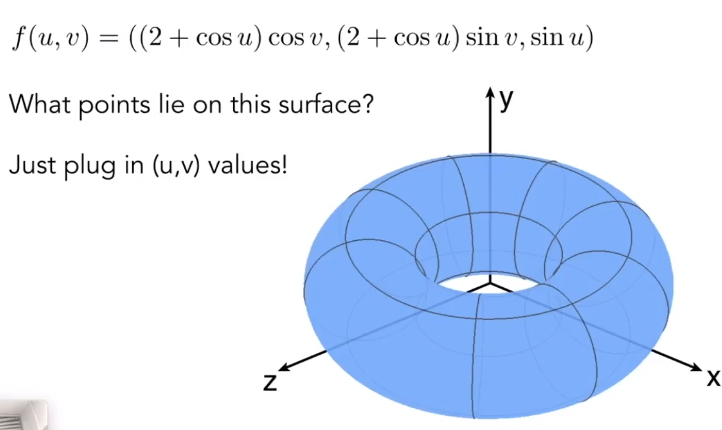 f(u, v) = ((2 + cos u) cos v, (2 + cos u) sin v, sin u)
What points lie on this surface?
Just plug in (u,v) values!
y
z
x